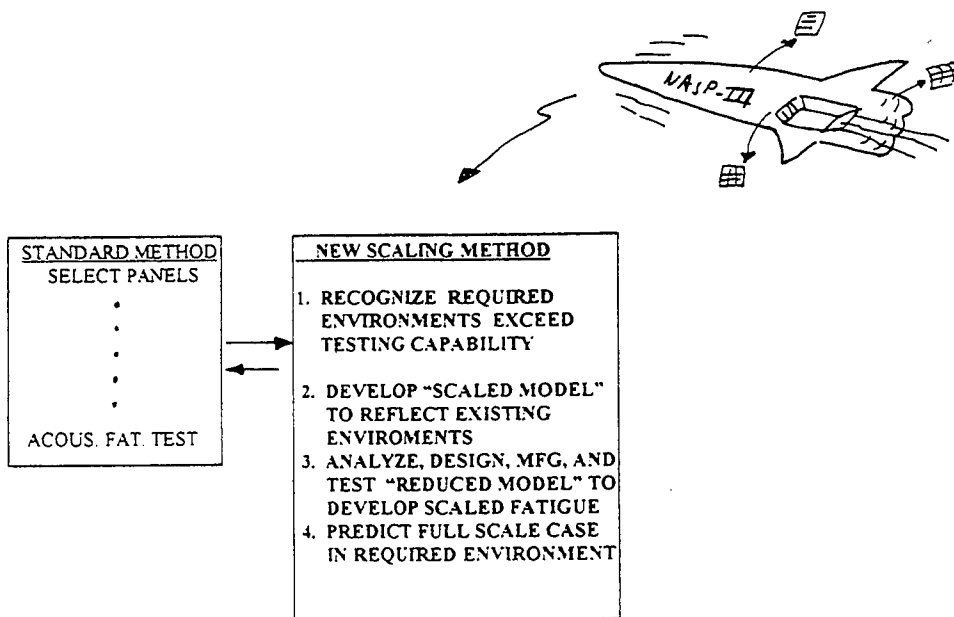 NASP-III
STANDARD METHOD
SELECT PANELS
ACOUS. FAT. TEST
NEW SCALING METHOD
1. RECOGNIZE REQUIRED
ENVIRONMENTS EXCEED
TESTING CAPABILITY
2. DEVELOP “SCALED MODEL”
TO REFLECT EXISTING
ENVIROMENTS
3. ANALYZE, DESIGN, MFG, AND
TEST “REDUCED MODEL” TO
DEVELOP SCALED FATIGUE
4. PREDICT FULL SCALE CASE
IN REQUIRED ENVIRONMENT